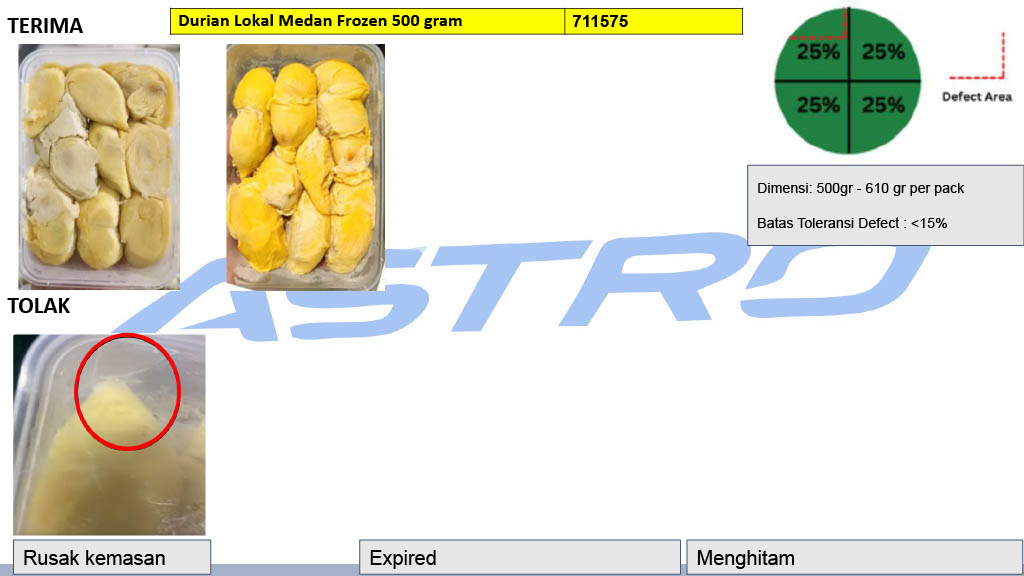 TERIMA
Durian Lokal Medan Frozen 500 gram 711575
25% 25%
25% 25%
Defect Area
Dimensi: 500gr - 610 gr per pack
Batas Toleransi Defect : <15%
ASTRO
TOLAK
Rusak kemasan
Expired
Menghitam